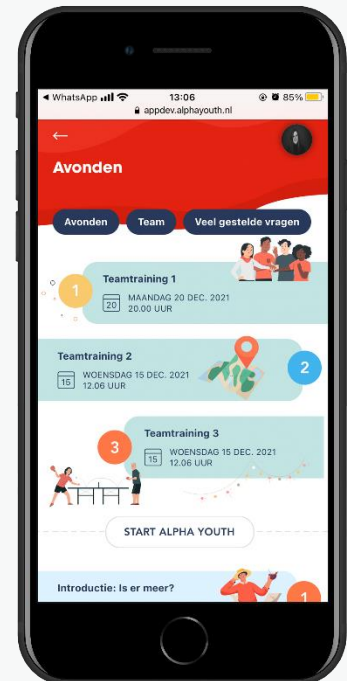 WhatsApp 13:06 85%
appdev.alphayouth.nl
Avonden
Avonden Team Veel gestelde vragen
Teamtraining 1
1
20
MAANDAG 20 DEC. 2021
20.00 UUR
Teamtraining 2
15
WOENSDAG 15 DEC. 2021
12.06 UUR
2
Teamtraining 3
3
15
WOENSDAG 15 DEC. 2021
12.06 UUR
START ALPHA YOUTH
Introductie: Is er meer?
1